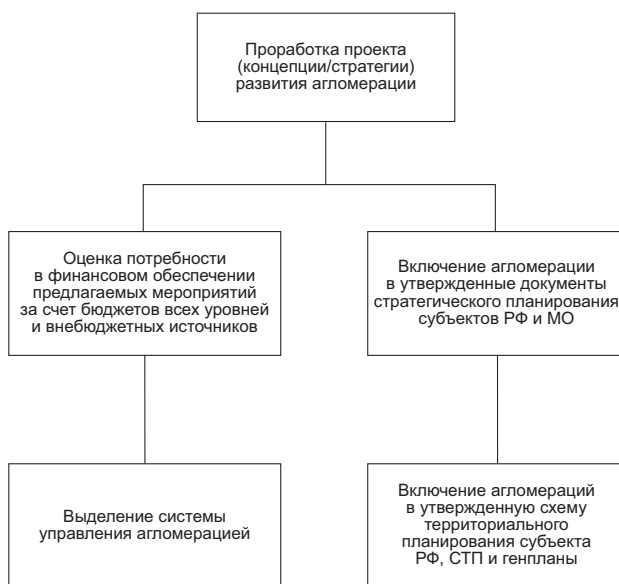 Проработка проекта
(концепции/стратегии)
развития агломерации
Оценка потребности
в финансовом обеспечении
предлагаемых мероприятий
за счет бюджетов всех уровней
и внебюджетных источников
Включение агломерации
в утвержденные документы
стратегического планирования
субъектов РФ и МО
Выделение системы
управления агломерацией
Включение агломераций
в утвержденную схему
территориального
планирования субъекта
РФ, СТП и генпланы